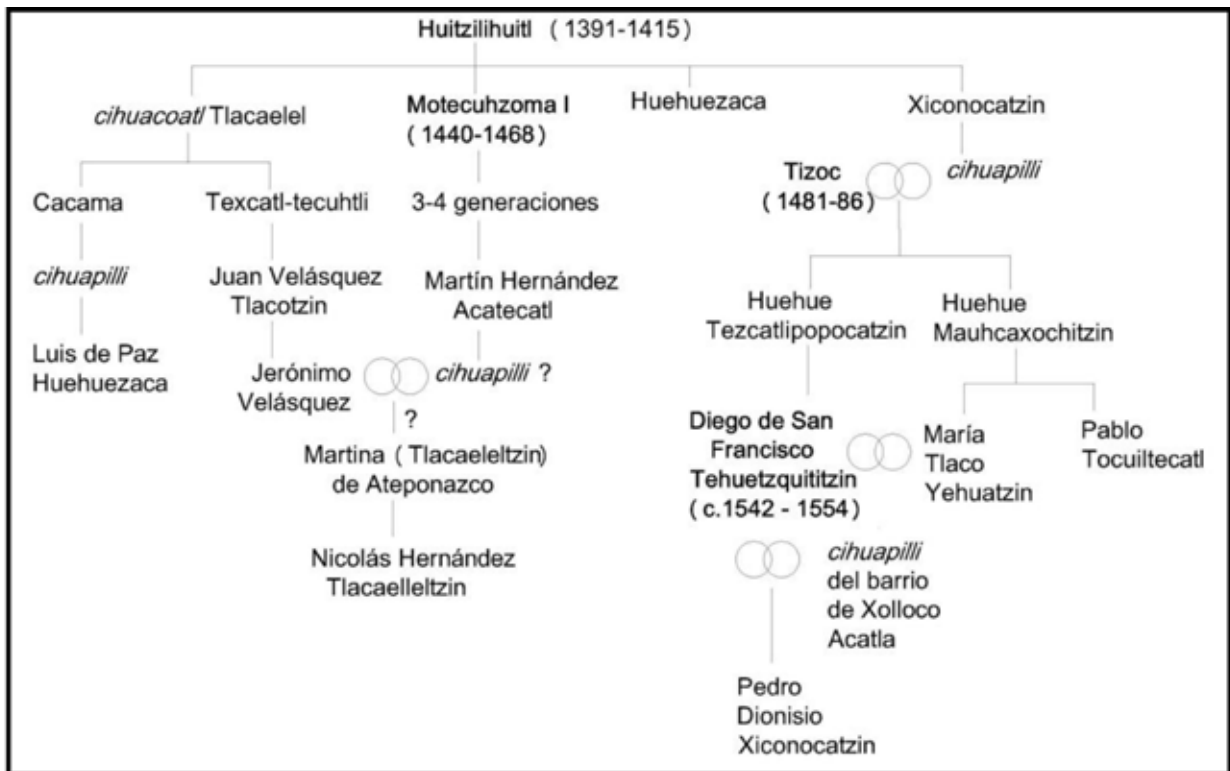 Huitzilihuitl (1391-1415)
cihuacoatl Tlacaelel
Motecuhzoma I
(1440-1468)
Huehuezaca
Xiconocatzin
Cacama
Texcatl-tecuhtli
3-4 generaciones
Tizoc
(1481-86)
cihuapilli
cihuapilli
Juan Velásquez
Tlacotzin
Martín Hernández
Acatecatl
Huehue
Tezcatlipopocatzin
Huehue
Mauhcaxochitzin
Luis de Paz
Huehuezaca
Jerónimo
Velásquez
cihuapilli ?
?
Martina (Tlacaeleltzin)
de Ateponazco
Diego de San
Francisco
Tehuetzquititzin
(c.1542 - 1554)
María
Tlaco
Yehuatzin
Pablo
Tocuiltecatl
Nicolás Hernández
Tlacaelleltzin
cihuapilli
del barrio
de Xolloco
Acatla
Pedro
Dionisio
Xiconocatzin